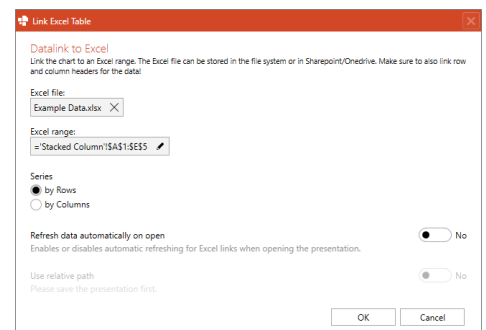 Link Excel Table
Datalink to Excel
Link the chart to an Excel range. The Excel file can be stored in the file system or in Sharepoint/Onedrive. Make sure to also link row
and column headers for the data!
Excel file:
Example Data.xlsx
Excel range:
='Stacked Column'!$A$1:$E$5
Series
by Rows
by Columns
Refresh data automatically on open
No
Enables or disables automatic refreshing for Excel links when opening the presentation.
Use relative path
No
Please save the presentation first.
OK
Cancel